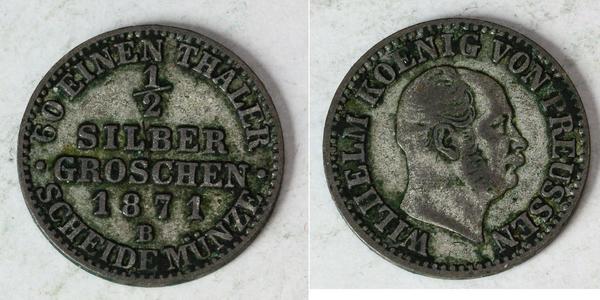 60 EINEN THALER
1/2
SILBER
GROSCHEN
1871
B
· SCHEIDE MÜNZE ·
WILHELM KOENIG VON PREUSSEN